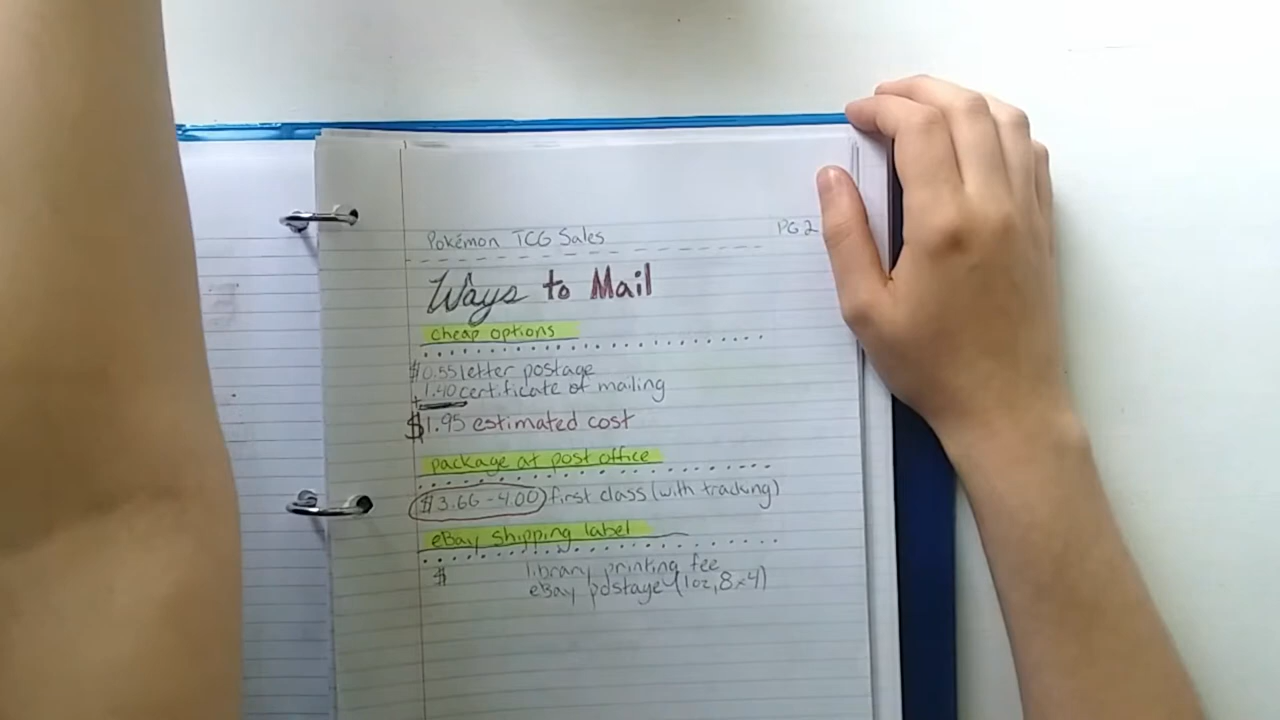 Pokémon TCG Sales
PG 2
Ways to Mail
cheap options
$0.55 letter postage
+ 1.40 certificate of mailing
$1.95 estimated cost
package at post office
$3.66-4.00 first class (with tracking)
eBay shipping label
$ library printing fee
eBay postage (1oz, 8x4)